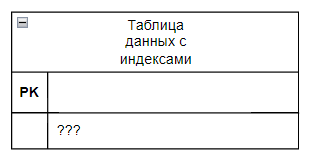 Таблица
данных с
индексами
PK
???